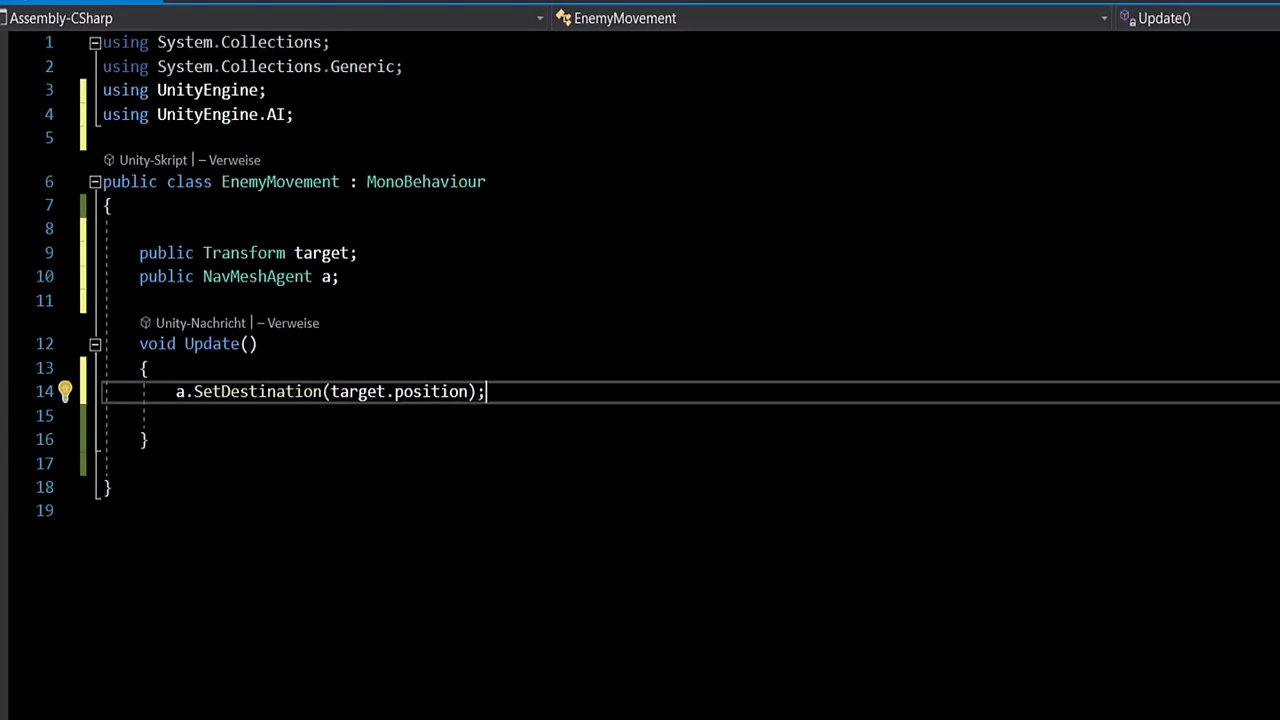 Assembly-CSharp EnemyMovement Update()
1 using System.Collections;
2 using System.Collections.Generic;
3 using UnityEngine;
4 using UnityEngine.AI;
5
Unity-Skript | – Verweise
6 public class EnemyMovement : MonoBehaviour
7 {
8
9 public Transform target;
10 public NavMeshAgent a;
11
Unity-Nachricht | – Verweise
12 void Update()
13 {
14 a.SetDestination(target.position);
15
16 }
17
18 }
19